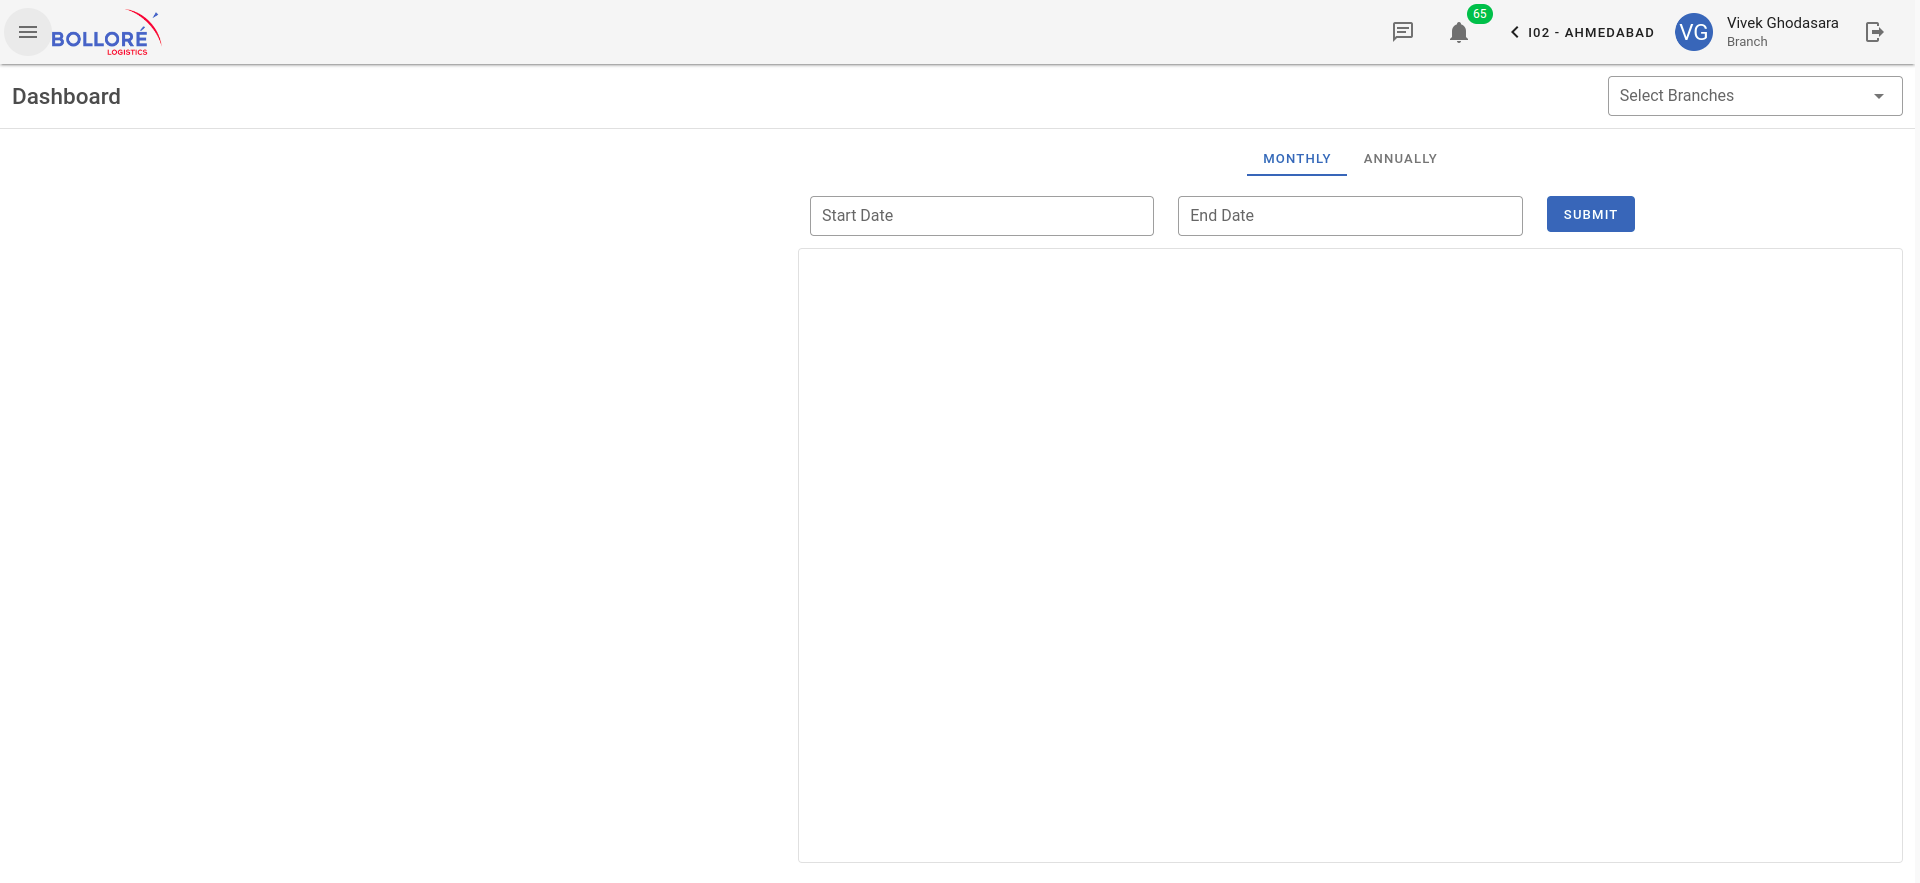 BOLLORÉ
LOGISTICS
65
I02 - AHMEDABAD
VG
Vivek Ghodasara
Branch
Dashboard
Select Branches
MONTHLY
ANNUALLY
Start Date
End Date
SUBMIT